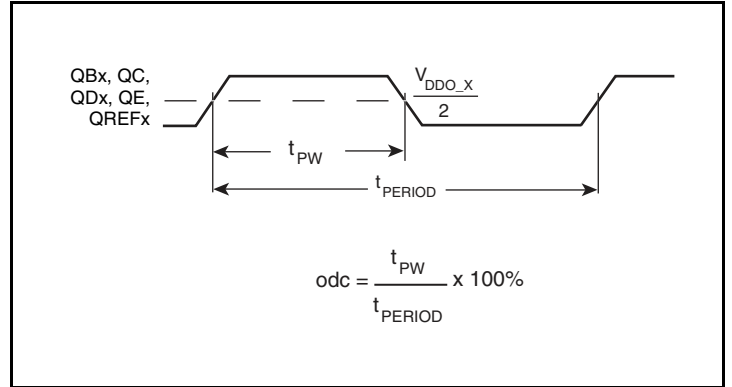 QBx, QC,
QDx, QE,
QREFx
V_DDO_X
2
t_PW
t_PERIOD
odc = t_PW / t_PERIOD x 100%